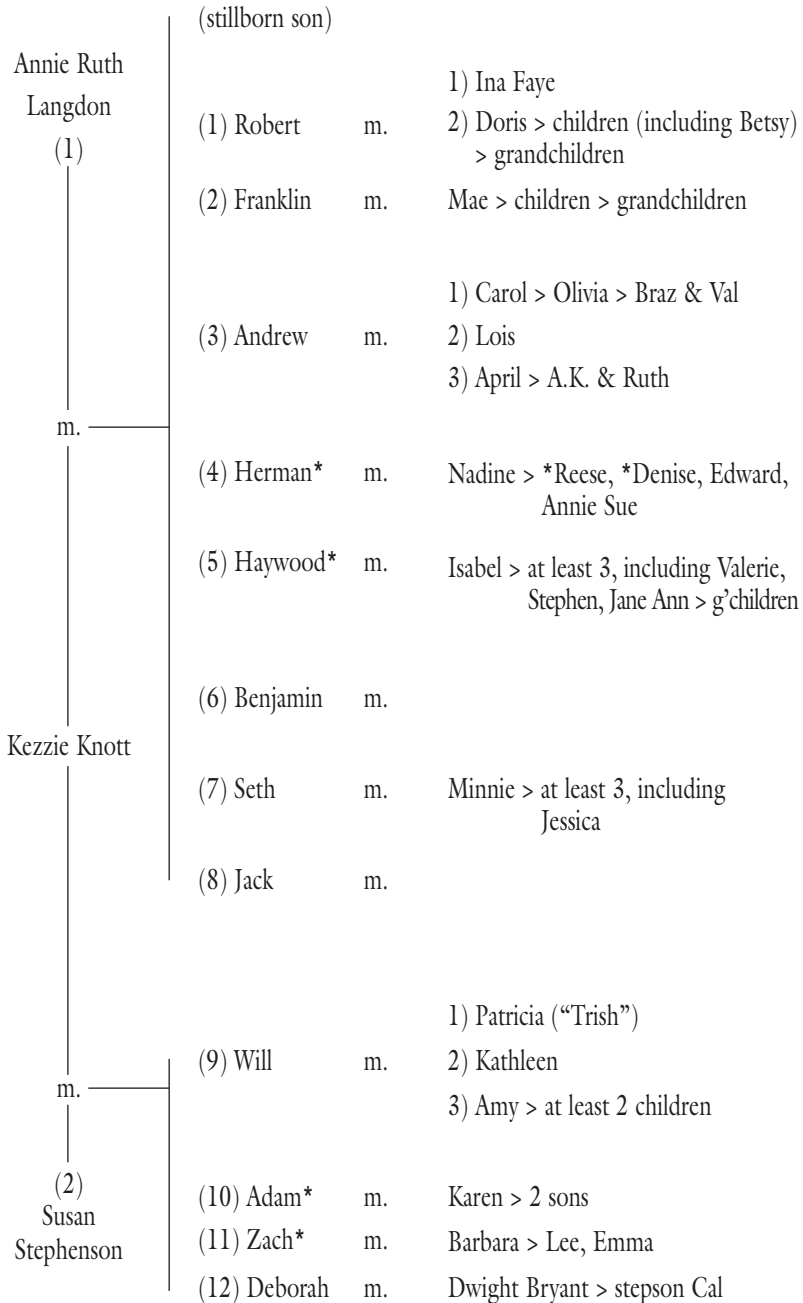 (stillborn son)
Annie Ruth
Langdon
(1)
1) Ina Faye
(1) Robert m. 2) Doris > children (including Betsy)
> grandchildren
(2) Franklin m. Mae > children > grandchildren
1) Carol > Olivia > Braz & Val
(3) Andrew m. 2) Lois
3) April > A.K. & Ruth
m.
(4) Herman* m. Nadine > *Reese, *Denise, Edward,
Annie Sue
(5) Haywood* m. Isabel > at least 3, including Valerie,
Stephen, Jane Ann > g’children
(6) Benjamin m.
Kezzie Knott
(7) Seth m. Minnie > at least 3, including
Jessica
(8) Jack m.
1) Patricia (“Trish”)
(9) Will m. 2) Kathleen
3) Amy > at least 2 children
m.
(2)
Susan
Stephenson
(10) Adam* m. Karen > 2 sons
(11) Zach* m. Barbara > Lee, Emma
(12) Deborah m. Dwight Bryant > stepson Cal